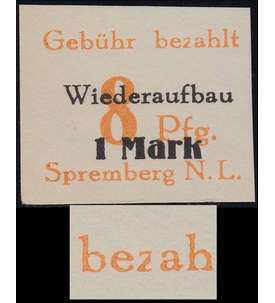 Gebühr bezahlt
Wiederaufbau
8 Pfg.
1 Mark
Spremberg N.L.
bezah